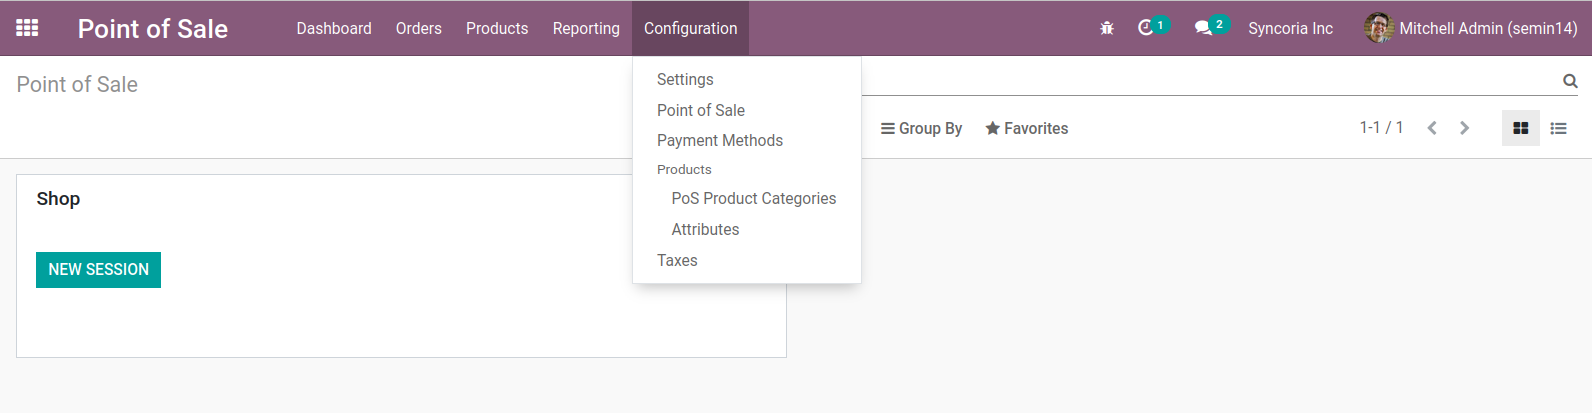 Point of Sale Dashboard Orders Products Reporting Configuration 1 2 Syncoria Inc Mitchell Admin (semin14)
Point of Sale
Settings
Point of Sale
Payment Methods
Products
PoS Product Categories
Attributes
Taxes
Group By Favorites 1-1 / 1
Shop
NEW SESSION